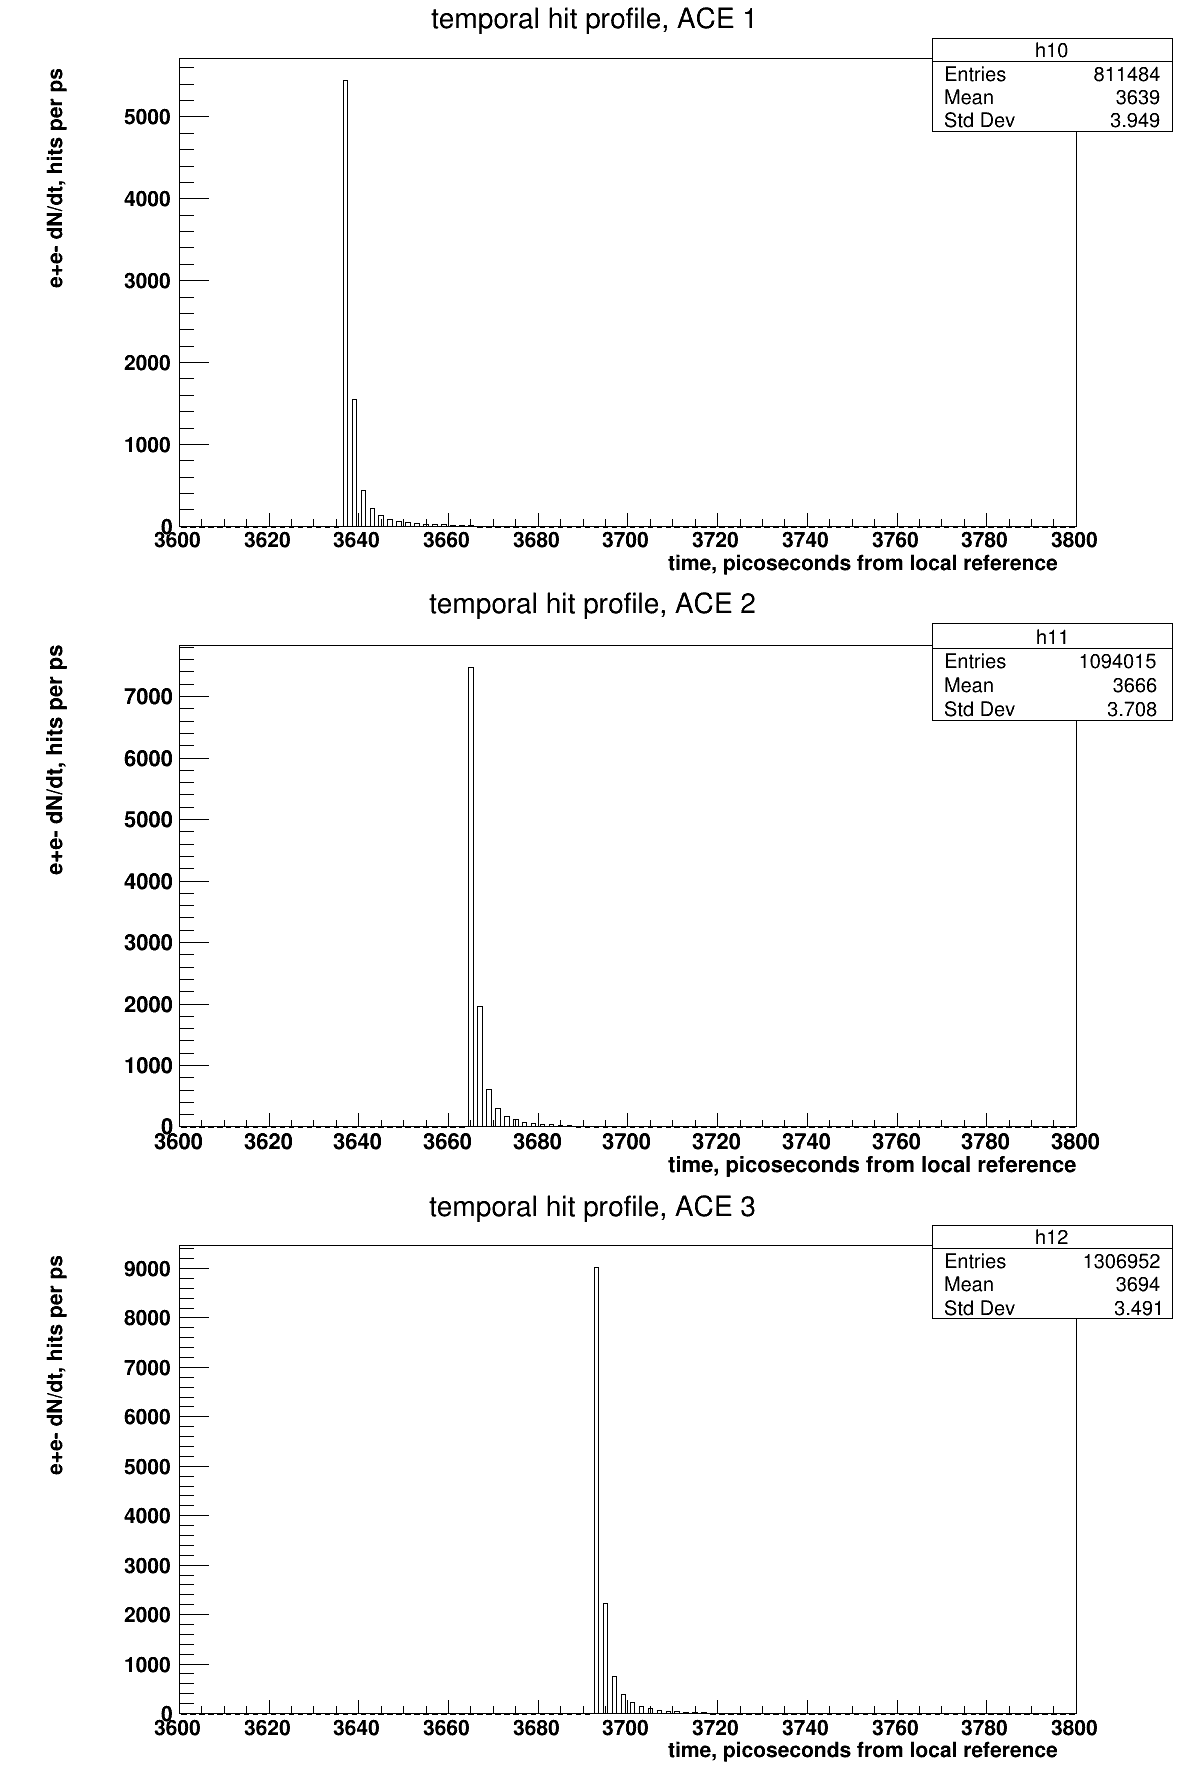 temporal hit profile, ACE 1
h10
Entries 811484
Mean 3639
Std Dev 3.949
e+e- dN/dt, hits per ps
5000
4000
3000
2000
1000
0
3600 3620 3640 3660 3680 3700 3720 3740 3760 3780 3800
time, picoseconds from local reference
temporal hit profile, ACE 2
h11
Entries 1094015
Mean 3666
Std Dev 3.708
e+e- dN/dt, hits per ps
7000
6000
5000
4000
3000
2000
1000
0
3600 3620 3640 3660 3680 3700 3720 3740 3760 3780 3800
time, picoseconds from local reference
temporal hit profile, ACE 3
h12
Entries 1306952
Mean 3694
Std Dev 3.491
e+e- dN/dt, hits per ps
9000
8000
7000
6000
5000
4000
3000
2000
1000
0
3600 3620 3640 3660 3680 3700 3720 3740 3760 3780 3800
time, picoseconds from local reference